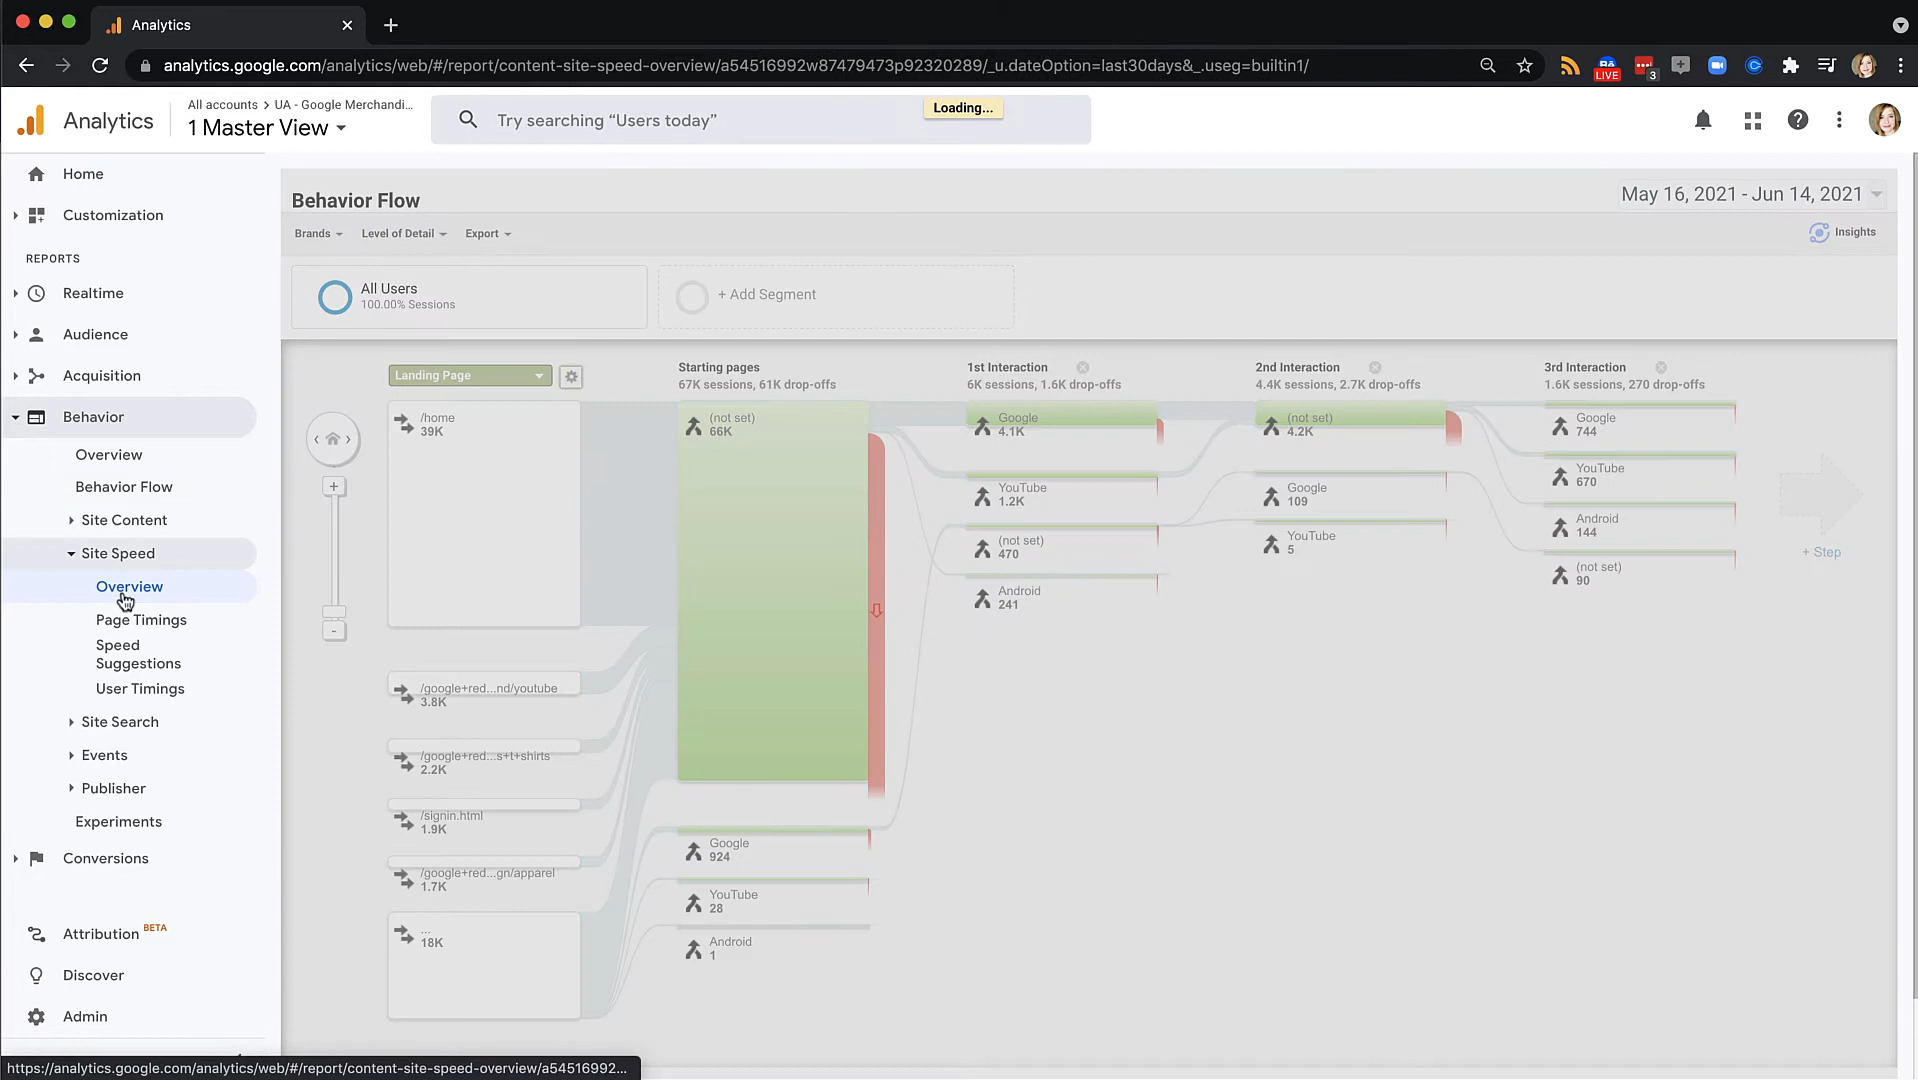 Analytics
analytics.google.com/analytics/web/#/report/content-site-speed-overview/a54516992w87479473p92320289/_u.dateOption=last30days&_.useg=builtin1/
LIVE
3
Analytics
All accounts > UA - Google Merchandi...
1 Master View
Try searching “Users today”
Loading...
Home
Customization
REPORTS
Realtime
Audience
Acquisition
Behavior
Overview
Behavior Flow
Site Content
Site Speed
Overview
Page Timings
Speed
Suggestions
User Timings
Site Search
Events
Publisher
Experiments
Conversions
Attribution BETA
Discover
Admin
Behavior Flow
May 16, 2021 - Jun 14, 2021
Brands
Level of Detail
Export
Insights
All Users
100.00% Sessions
+ Add Segment
Landing Page
/home
39K
/google+red...nd/youtube
3.8K
/google+red...s+t+shirts
2.2K
/signin.html
1.9K
/google+red...gn/apparel
1.7K
...
18K
Starting pages
67K sessions, 61K drop-offs
(not set)
66K
Google
924
YouTube
28
Android
1
1st Interaction
6K sessions, 1.6K drop-offs
Google
4.1K
YouTube
1.2K
(not set)
470
Android
241
2nd Interaction
4.4K sessions, 2.7K drop-offs
(not set)
4.2K
Google
109
YouTube
5
3rd Interaction
1.6K sessions, 270 drop-offs
Google
744
YouTube
670
Android
144
(not set)
90
+ Step
https://analytics.google.com/analytics/web/#/report/content-site-speed-overview/a54516992...